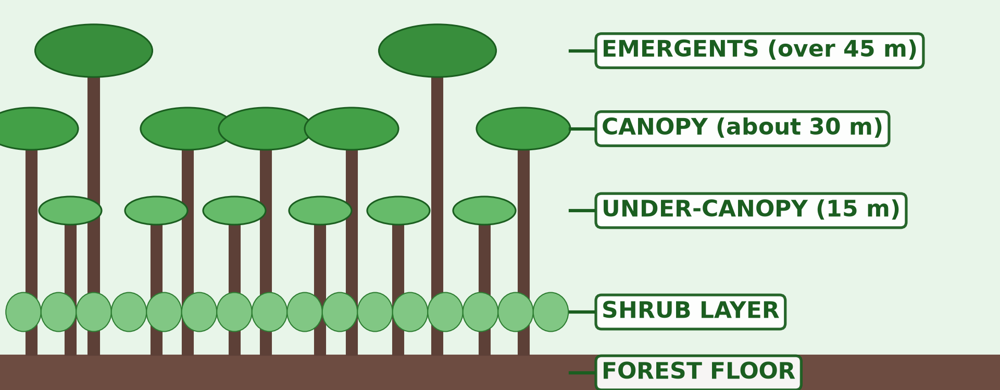 EMERGENTS (over 45 m)
CANOPY (about 30 m)
UNDER-CANOPY (15 m)
SHRUB LAYER
FOREST FLOOR